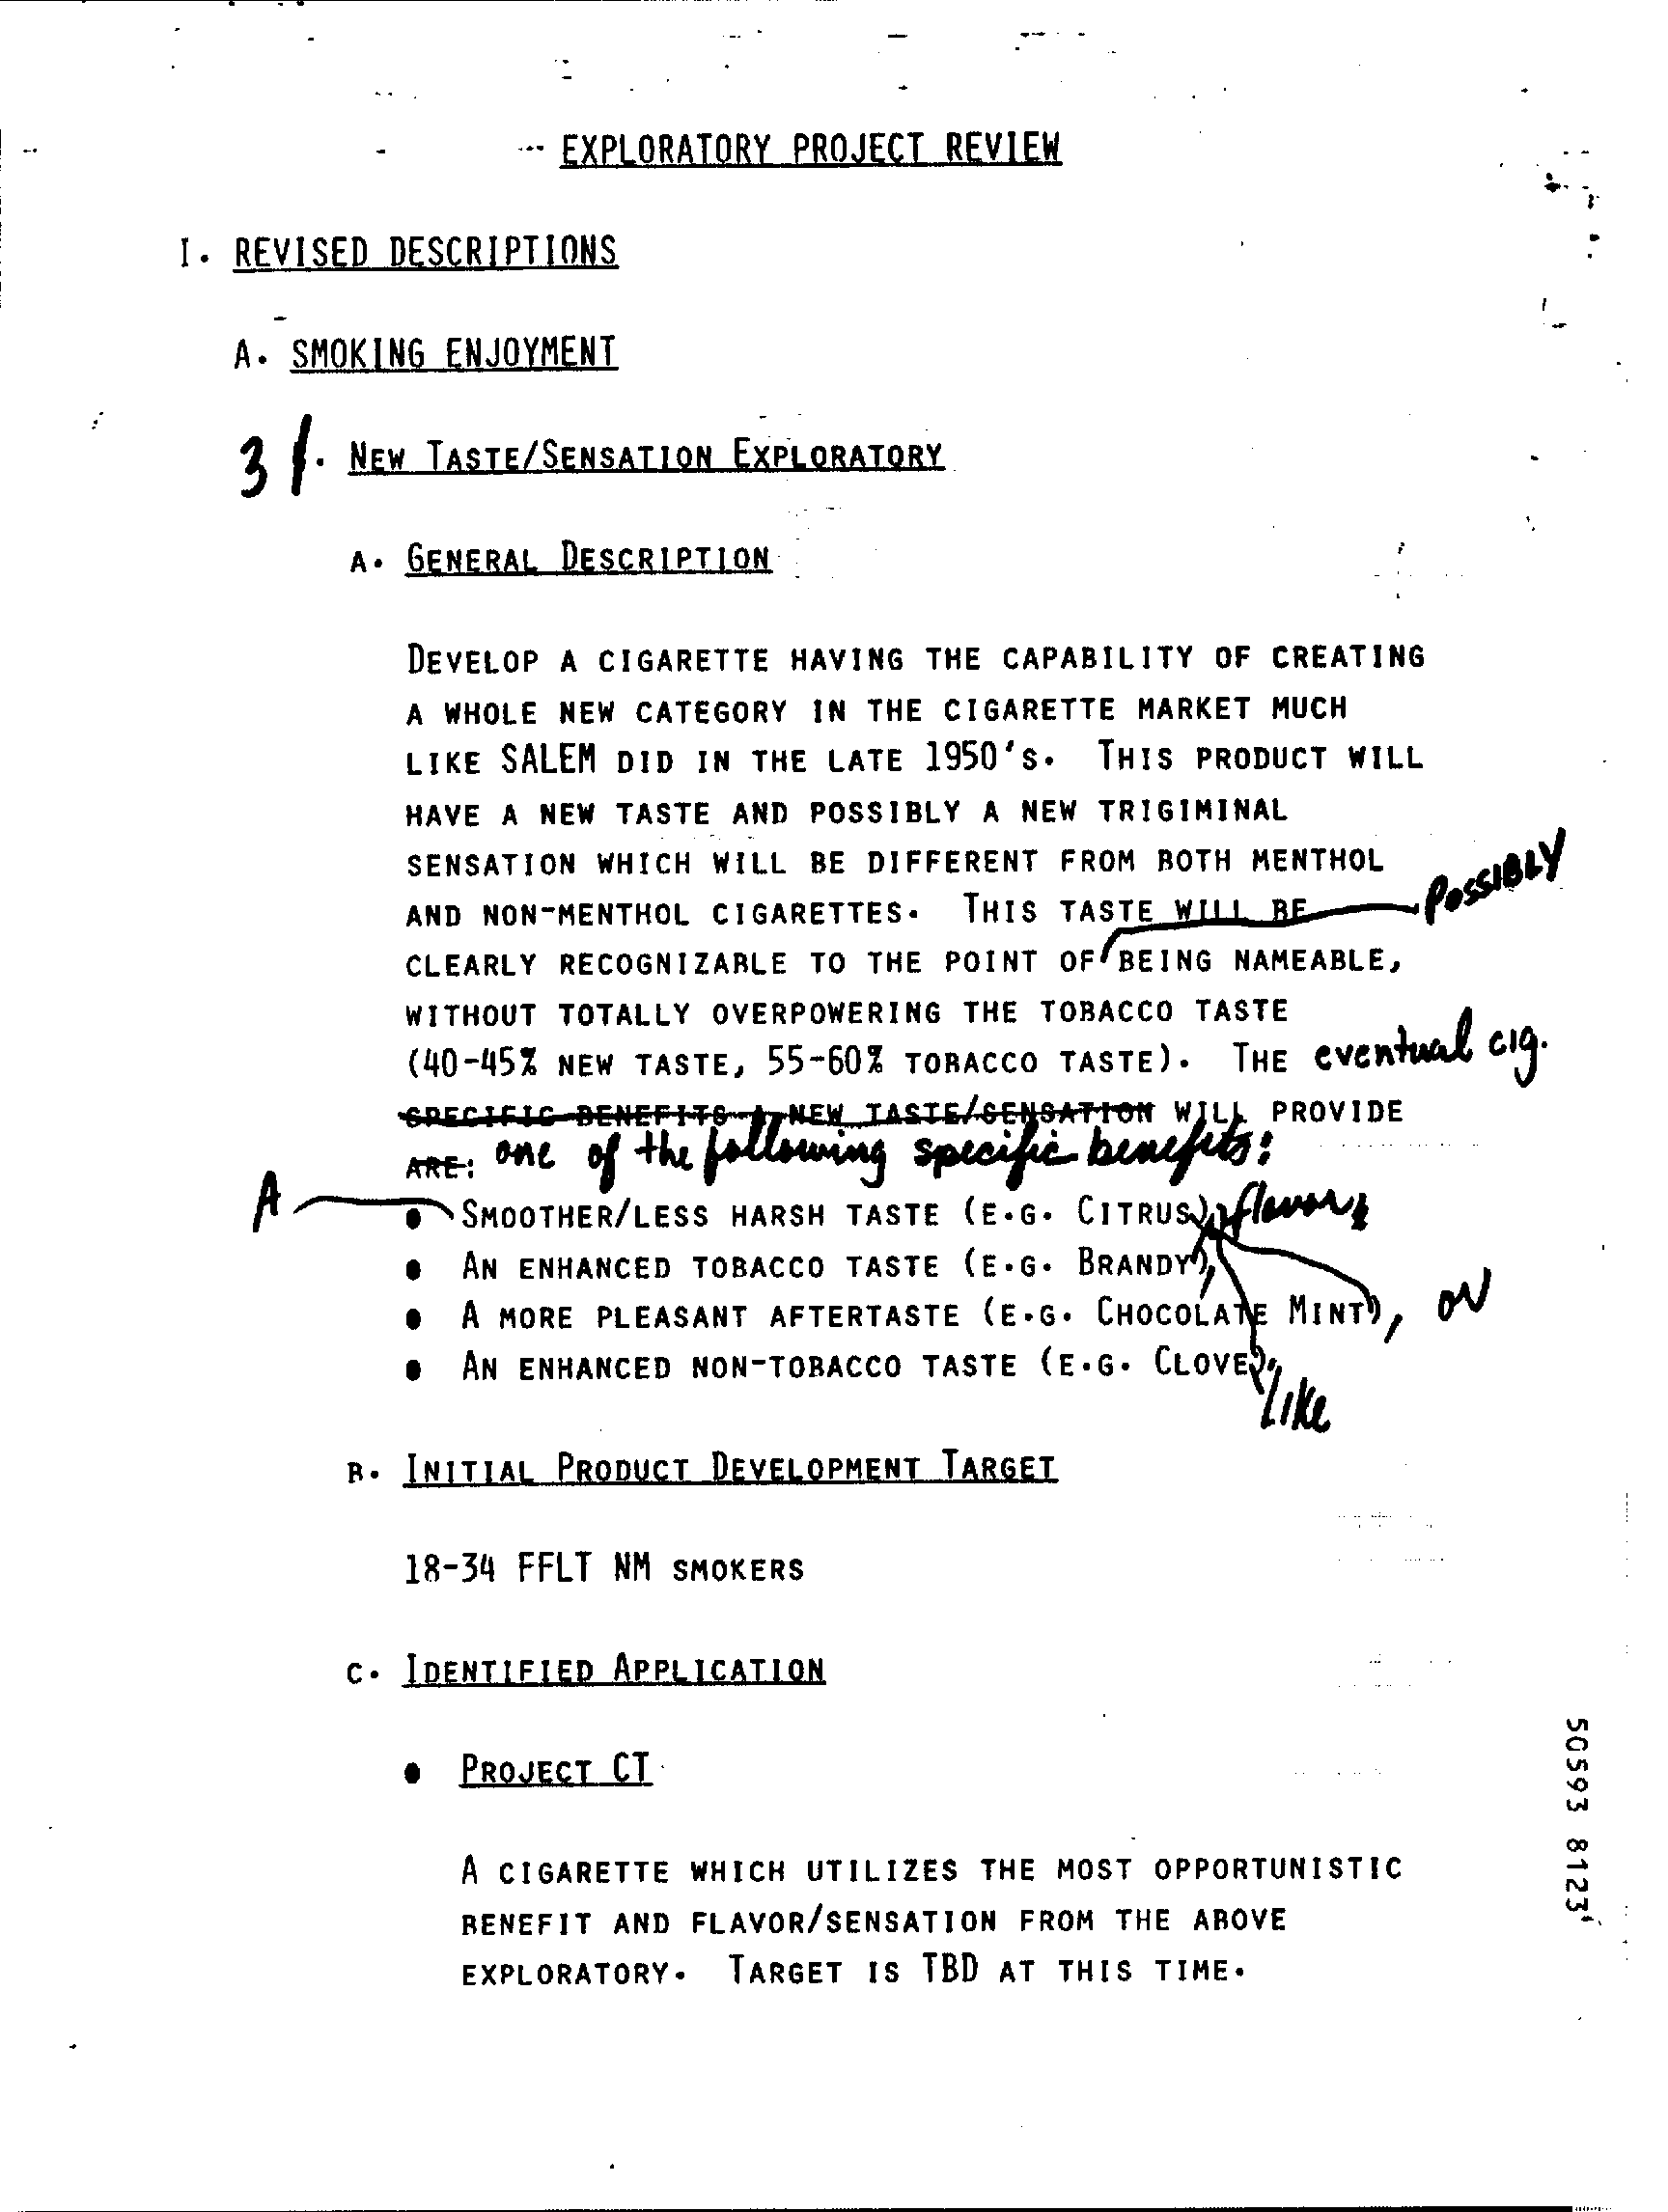 EXPLORATORY PROJECT REVIEW
I. REVISED DESCRIPTIONS
A. SMOKING ENJOYMENT
3 1. NEW TASTE/SENSATION EXPLORATORY
A. GENERAL DESCRIPTION
DEVELOP A CIGARETTE HAVING THE CAPABILITY OF CREATING
A WHOLE NEW CATEGORY IN THE CIGARETTE MARKET MUCH
LIKE SALEM DID IN THE LATE 1950'S. THIS PRODUCT WILL
HAVE A NEW TASTE AND POSSIBLY A NEW TRIGIMINAL
SENSATION WHICH WILL BE DIFFERENT FROM BOTH MENTHOL
POSSIBLY
AND NON-MENTHOL CIGARETTES. THIS TASTE WILL BE
CLEARLY RECOGNIZABLE TO THE POINT OF BEING NAMEABLE,
WITHOUT TOTALLY OVERPOWERING THE TOBACCO TASTE
(40-45% NEW TASTE, 55-60% TOBACCO TASTE). THE eventual cig.
SPECIFIC BENEFITS A NEW TASTE/SENSATION WILL PROVIDE
ARE: one of the following specific benefits:
A
• SMOOTHER/LESS HARSH TASTE (E.G. CITRUS), flavor
• AN ENHANCED TOBACCO TASTE (E.G. BRANDY),
• A MORE PLEASANT AFTERTASTE (E.G. CHOCOLATE MINT), or
• AN ENHANCED NON-TOBACCO TASTE (E.G. CLOVE).
like
B. INITIAL PRODUCT DEVELOPMENT TARGET
18-34 FFLT NM SMOKERS
C. IDENTIFIED APPLICATION
• PROJECT CT
A CIGARETTE WHICH UTILIZES THE MOST OPPORTUNISTIC
BENEFIT AND FLAVOR/SENSATION FROM THE ABOVE
EXPLORATORY. TARGET IS TBD AT THIS TIME.
50593 8123